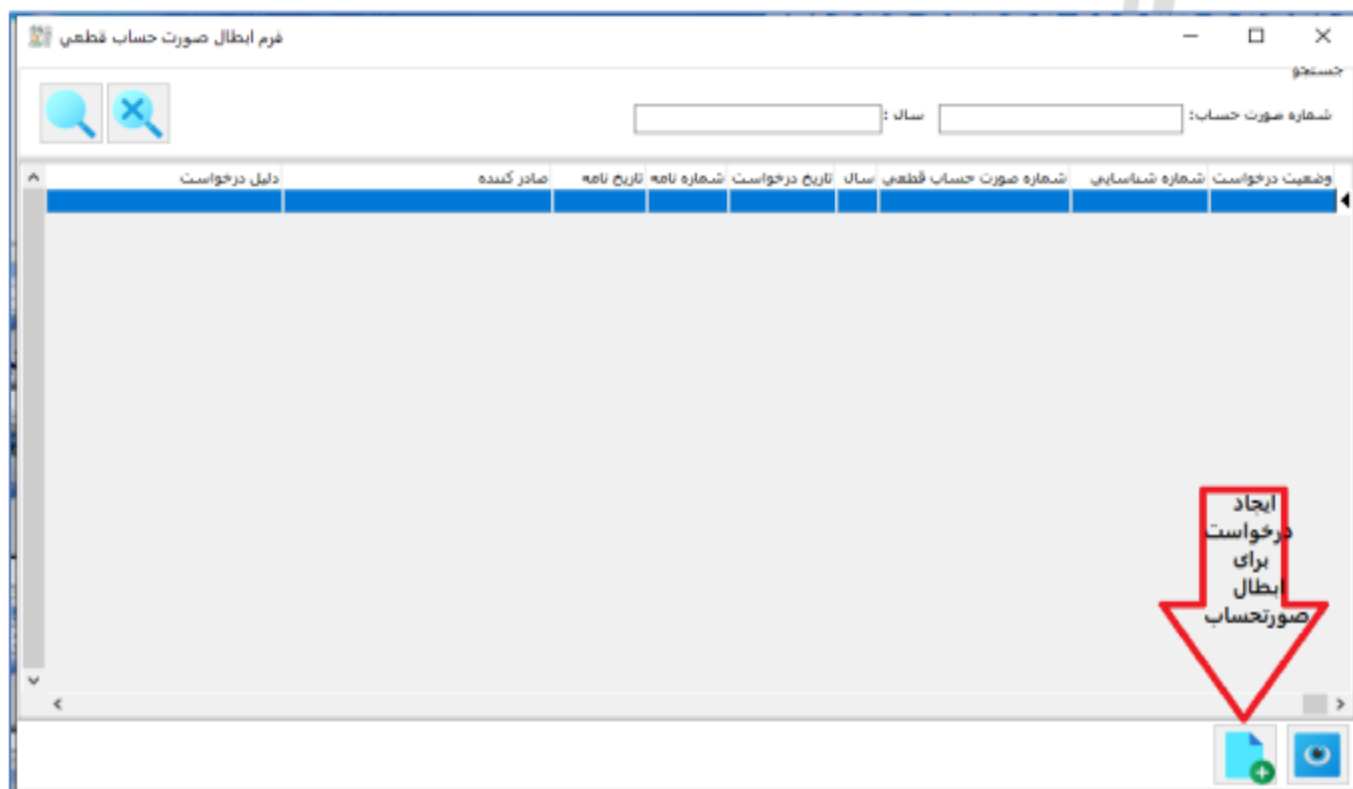 فرم ابطال صورت حساب قطعي
جستجو
شماره صورت حساب:
سال :
وضعیت درخواست شماره شناسایي شماره صورت حساب قطعي سال تاریخ درخواست شماره نامه تاریخ نامه صادر کننده دلیل درخواست
ایجاد
درخواست
برای
ابطال
صورتحساب